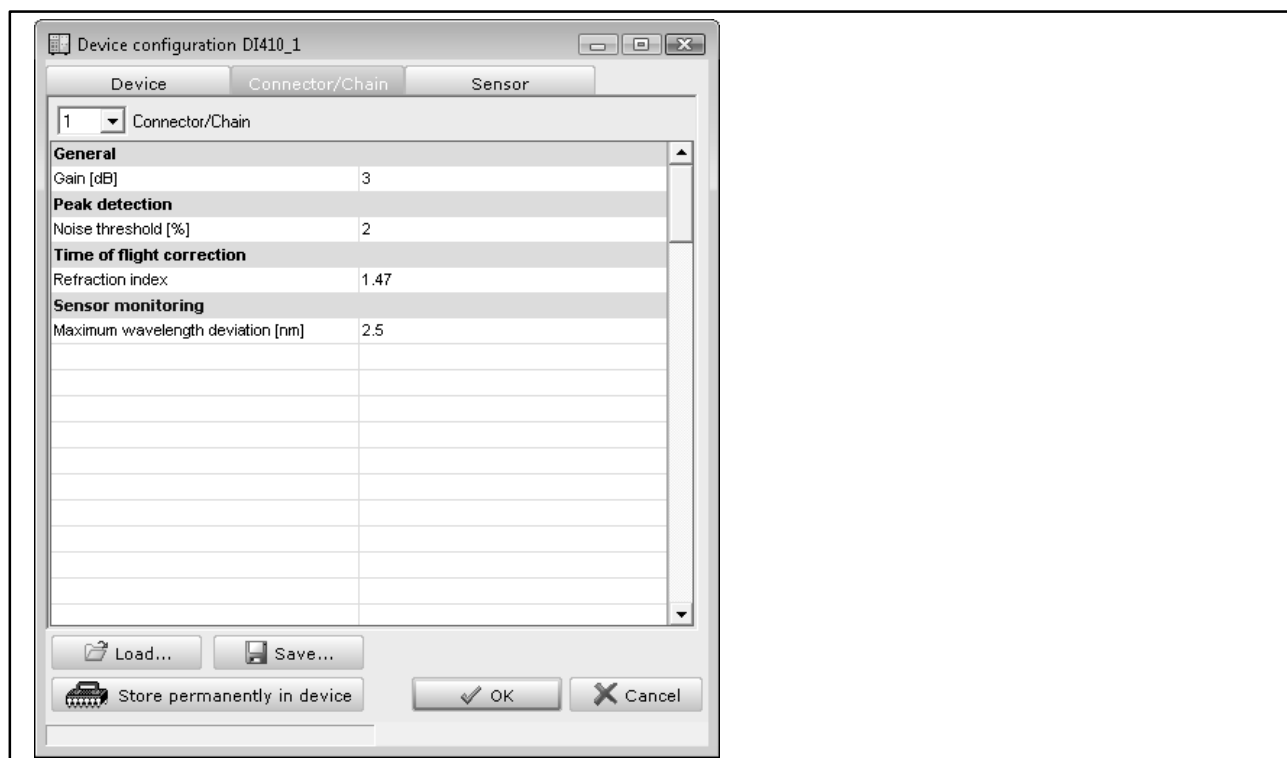 Device configuration DI410_1
Device Connector/Chain Sensor
1 Connector/Chain
General
Gain [dB] 3
Peak detection
Noise threshold [%] 2
Time of flight correction
Refraction index 1.47
Sensor monitoring
Maximum wavelength deviation [nm] 2.5
Load... Save...
Store permanently in device OK Cancel